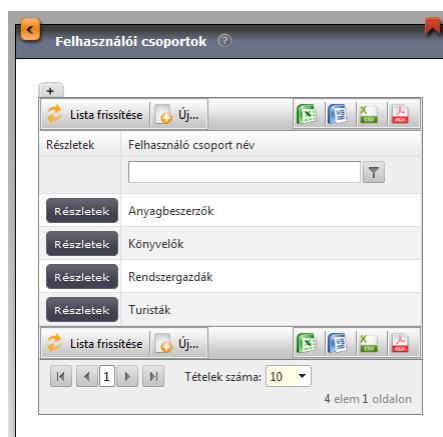 Felhasználói csoportok ?
+
Lista frissítése Új...
Részletek Felhasználó csoport név
Részletek Anyagbeszerzők
Részletek Könyvelők
Részletek Rendszergazdák
Részletek Turisták
Lista frissítése Új...
1 Tételek száma: 10
4 elem 1 oldalon